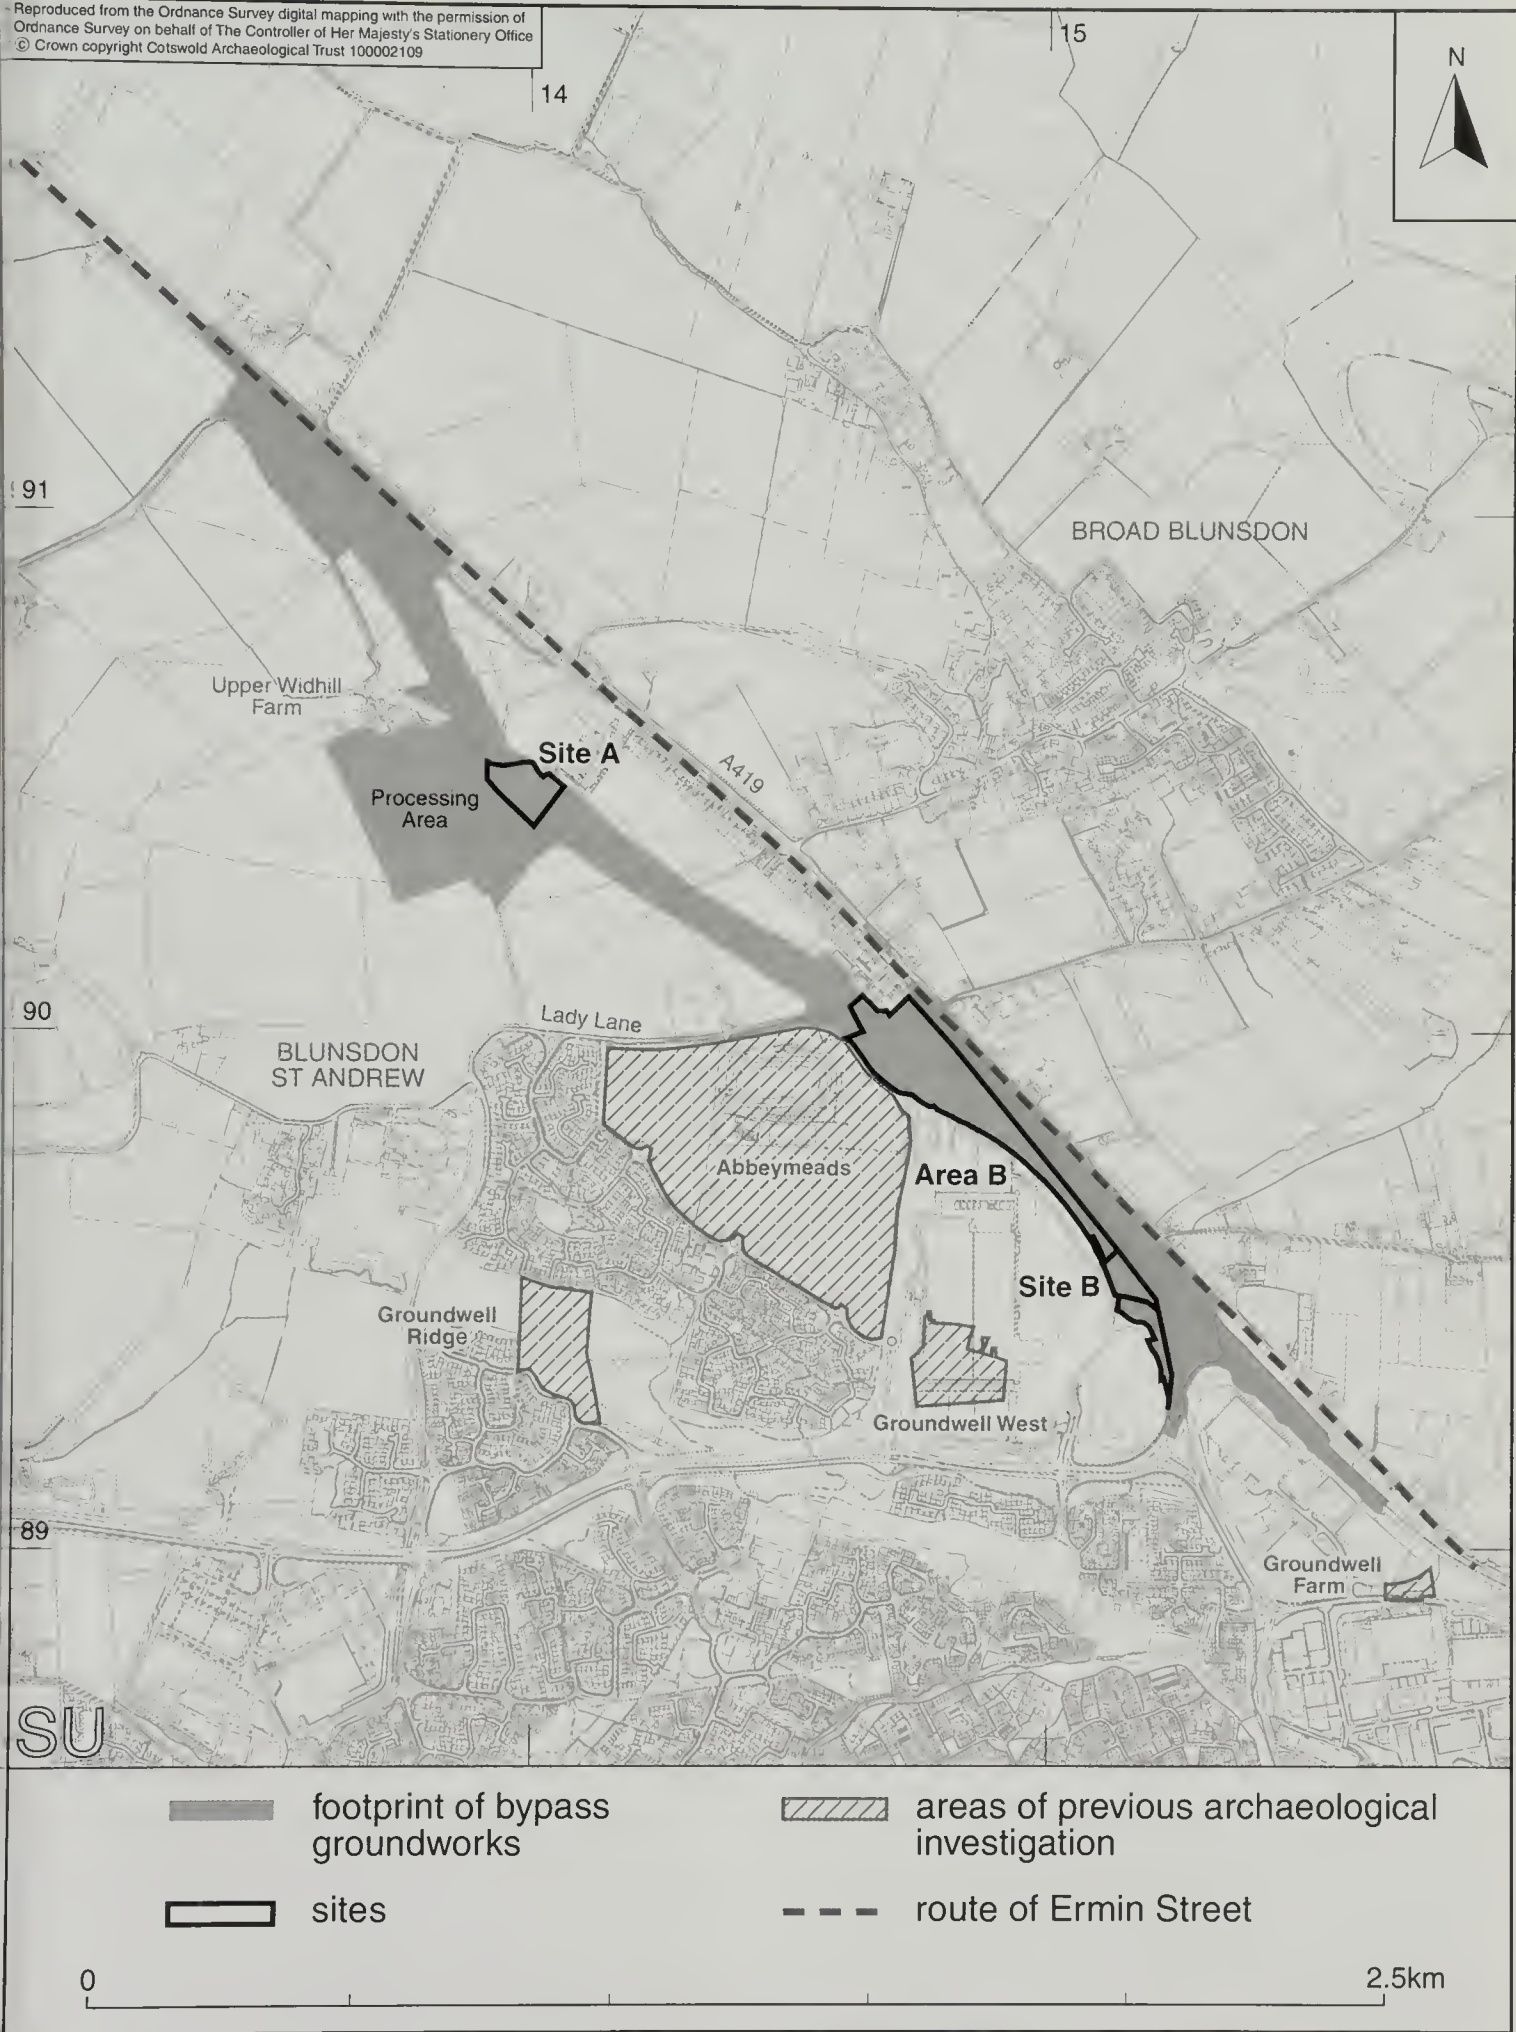 Reproduced from the Ordnance Survey digital mapping with the permission of
Ordnance Survey on behalf of The Controller of Her Majesty's Stationery Office
© Crown copyright Cotswold Archaeological Trust 100002109
14
15
N
91
BROAD BLUNSDON
Upper Widhill
Farm
Site A
A419
Processing
Area
90
Lady Lane
BLUNSDON
ST ANDREW
Abbeymeads
Area B
Site B
Groundwell
Ridge
Groundwell West
89
Groundwell
Farm
SU
footprint of bypass
groundworks
areas of previous archaeological
investigation
sites
route of Ermin Street
0
2.5km